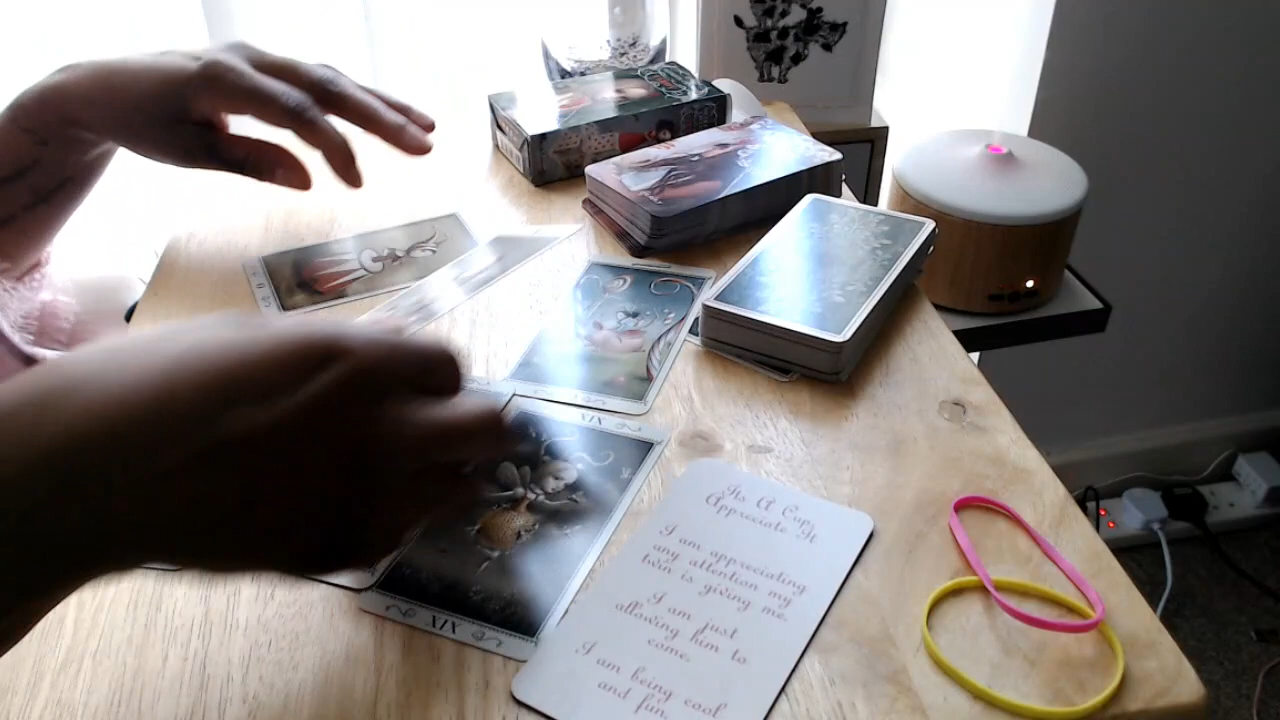 XIX
XIX
Its A Cup,
Appreciate It
I am appreciating
any attention my
twin is giving me.
I am just
allowing him to
come.
I am being cool
and fun.